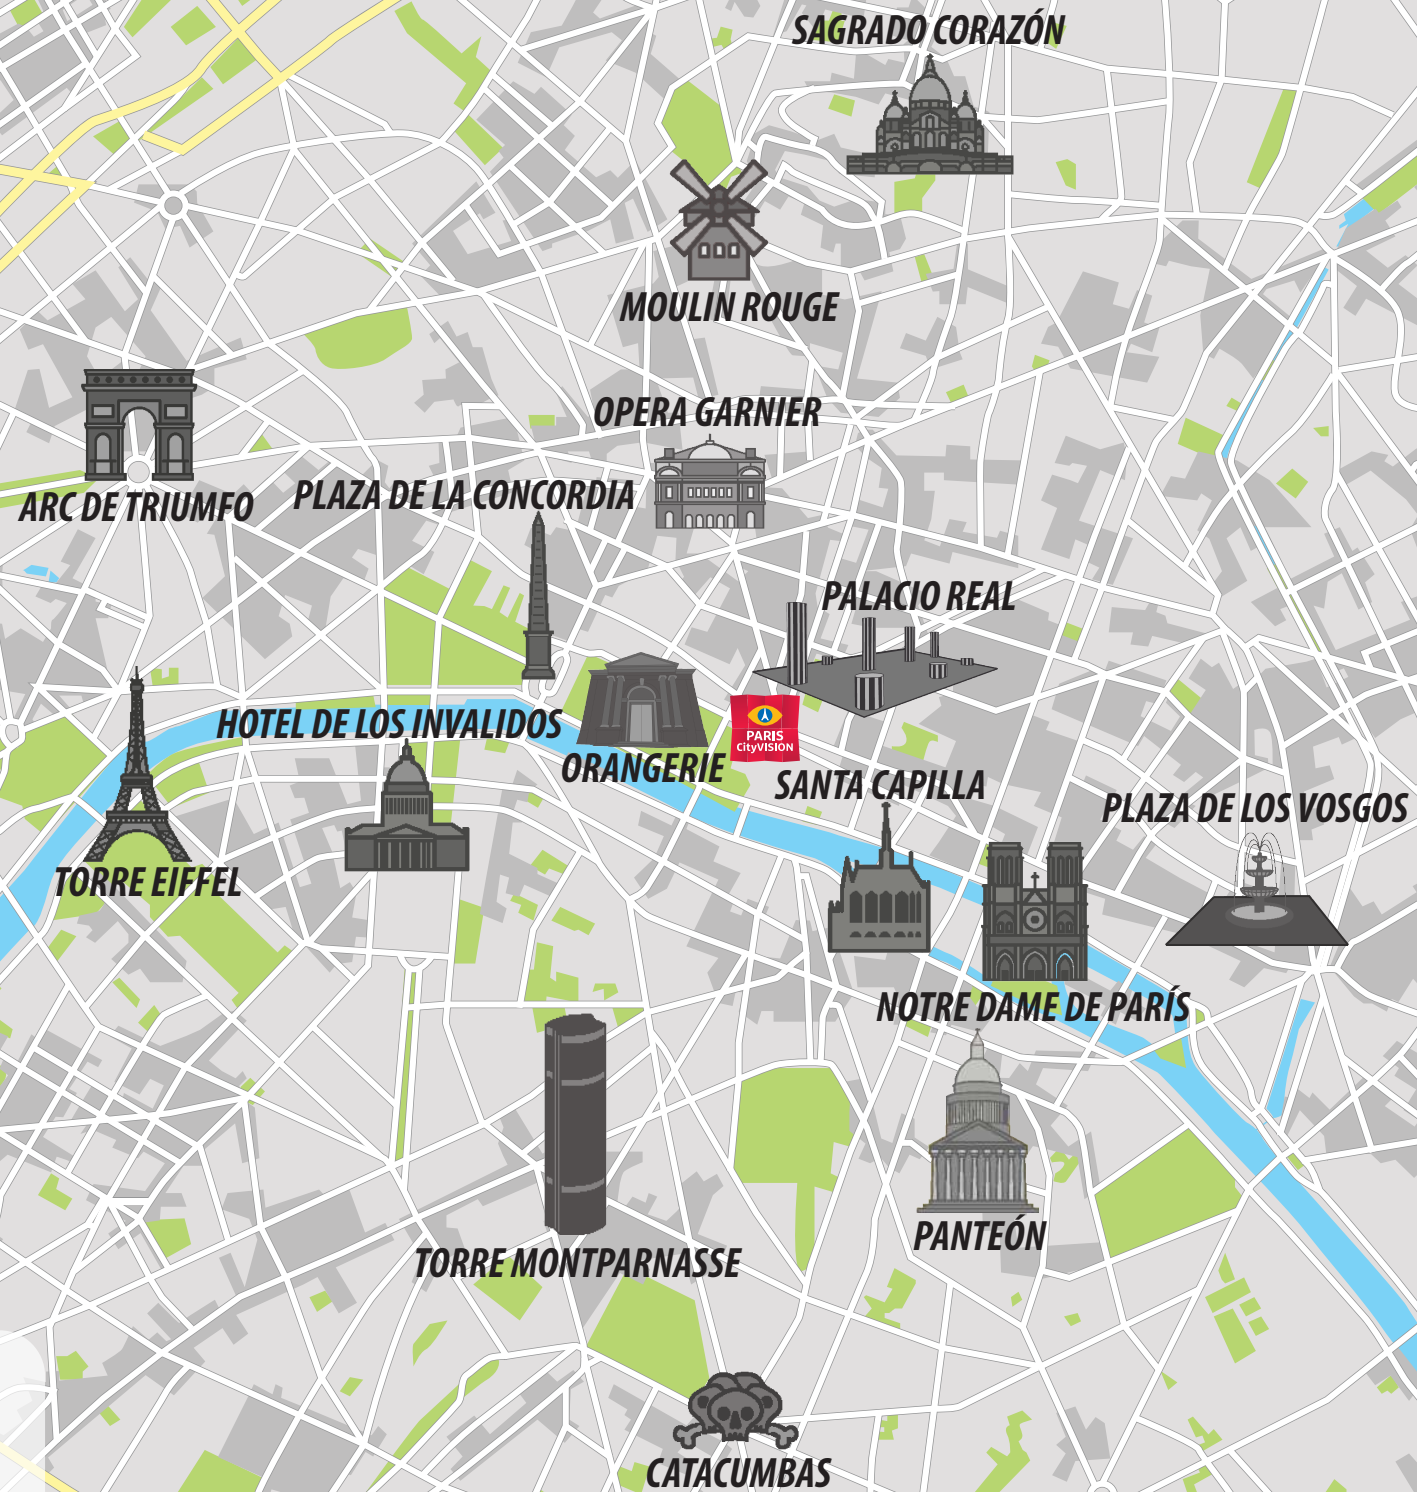 SAGRADO CORAZÓN
MOULIN ROUGE
OPERA GARNIER
ARC DE TRIUMFO
PLAZA DE LA CONCORDIA
PALACIO REAL
HOTEL DE LOS INVALIDOS
PARIS
CityVISION
ORANGERIE
SANTA CAPILLA
PLAZA DE LOS VOSGOS
TORRE EIFFEL
NOTRE DAME DE PARÍS
PANTEÓN
TORRE MONTPARNASSE
CATACUMBAS